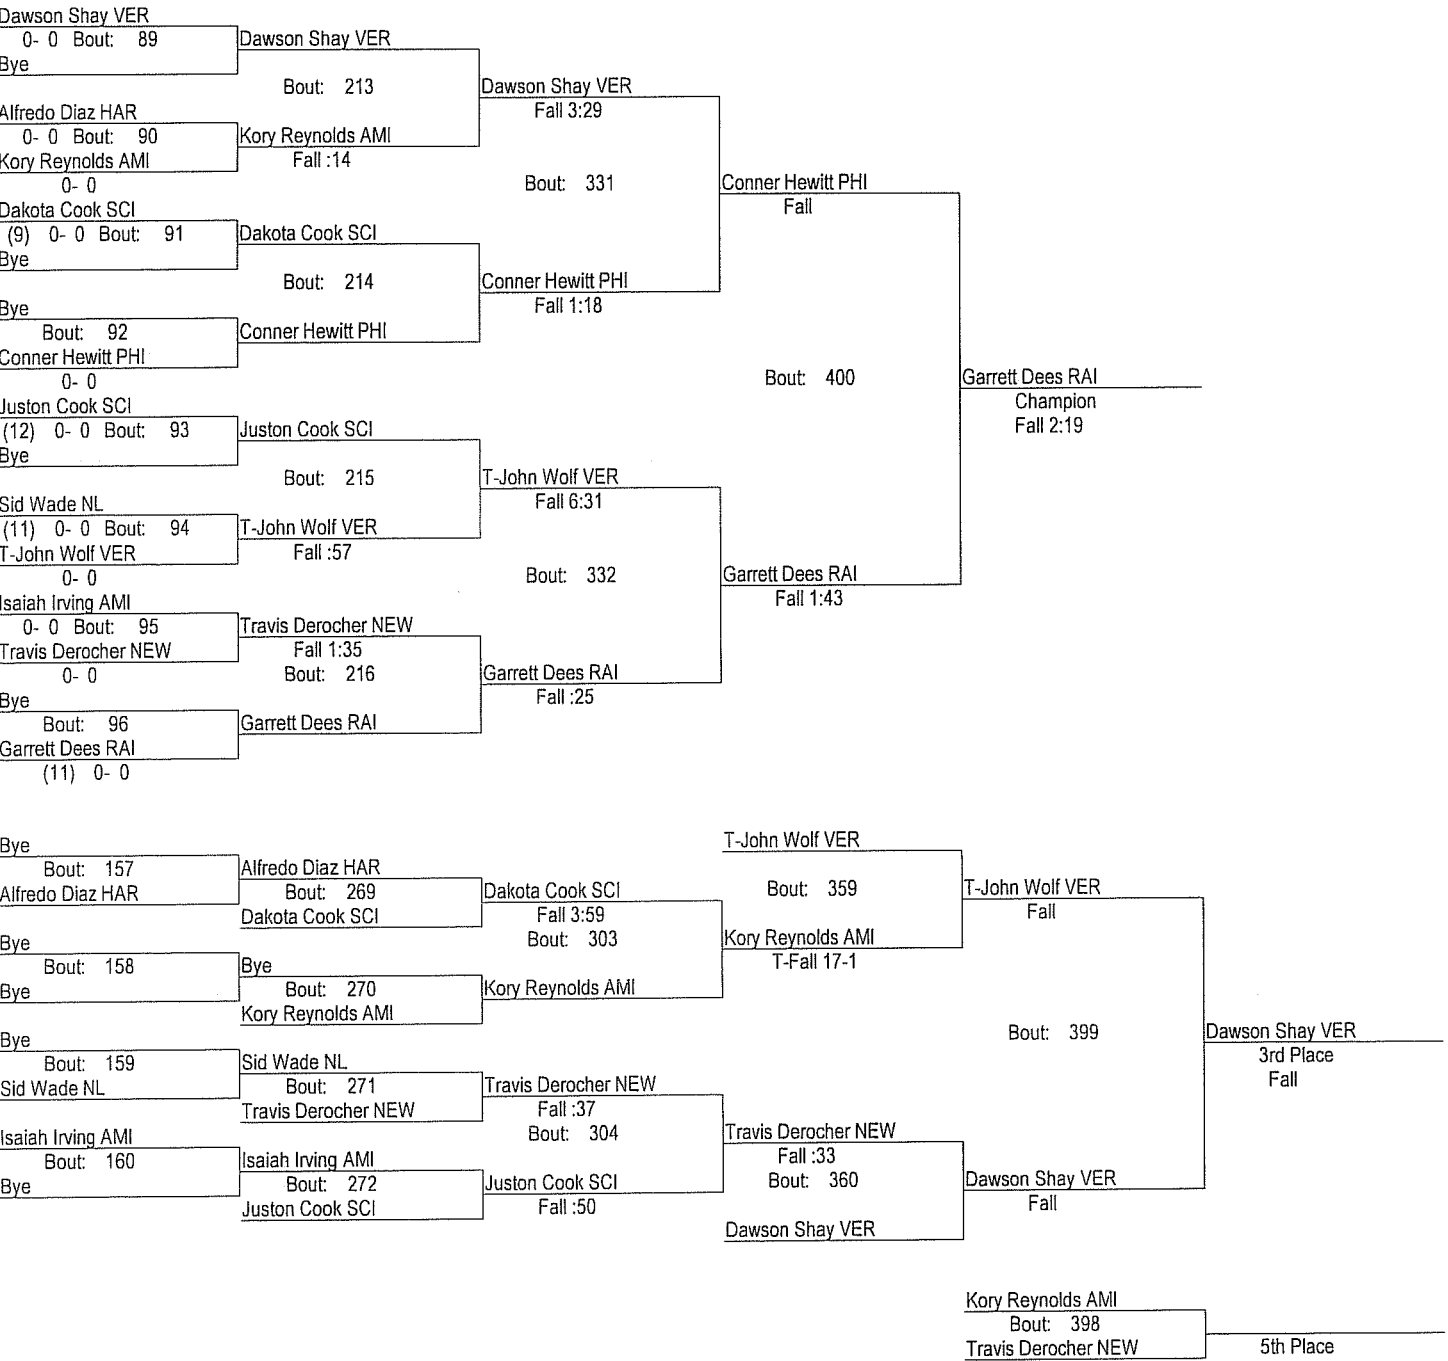 Dawson Shay VER
0- 0 Bout: 89
Bye
Dawson Shay VER
Bout: 213
Alfredo Diaz HAR
0- 0 Bout: 90
Kory Reynolds AMI
0- 0
Kory Reynolds AMI
Fall :14
Dawson Shay VER
Fall 3:29
Bout: 331
Dakota Cook SCI
(9) 0- 0 Bout: 91
Bye
Dakota Cook SCI
Bout: 214
Bye
Bout: 92
Conner Hewitt PHI
0- 0
Conner Hewitt PHI
Conner Hewitt PHI
Fall 1:18
Conner Hewitt PHI
Fall
Bout: 400
Juston Cook SCI
(12) 0- 0 Bout: 93
Bye
Juston Cook SCI
Bout: 215
Sid Wade NL
(11) 0- 0 Bout: 94
T-John Wolf VER
0- 0
T-John Wolf VER
Fall :57
T-John Wolf VER
Fall 6:31
Bout: 332
Isaiah Irving AMI
0- 0 Bout: 95
Travis Derocher NEW
0- 0
Travis Derocher NEW
Fall 1:35
Bout: 216
Bye
Bout: 96
Garrett Dees RAI
(11) 0- 0
Garrett Dees RAI
Garrett Dees RAI
Fall :25
Garrett Dees RAI
Fall 1:43
Garrett Dees RAI
Champion
Fall 2:19
Bye
Bout: 157
Alfredo Diaz HAR
Alfredo Diaz HAR
Bout: 269
Dakota Cook SCI
Dakota Cook SCI
Fall 3:59
Bout: 303
Bye
Bout: 158
Bye
Bye
Bout: 270
Kory Reynolds AMI
Kory Reynolds AMI
T-John Wolf VER
Bout: 359
Kory Reynolds AMI
T-Fall 17-1
T-John Wolf VER
Fall
Bout: 399
Bye
Bout: 159
Sid Wade NL
Sid Wade NL
Bout: 271
Travis Derocher NEW
Travis Derocher NEW
Fall :37
Bout: 304
Isaiah Irving AMI
Bout: 160
Bye
Isaiah Irving AMI
Bout: 272
Juston Cook SCI
Juston Cook SCI
Fall :50
Travis Derocher NEW
Fall :33
Bout: 360
Dawson Shay VER
Dawson Shay VER
Fall
Dawson Shay VER
3rd Place
Fall
Kory Reynolds AMI
Bout: 398
Travis Derocher NEW
5th Place